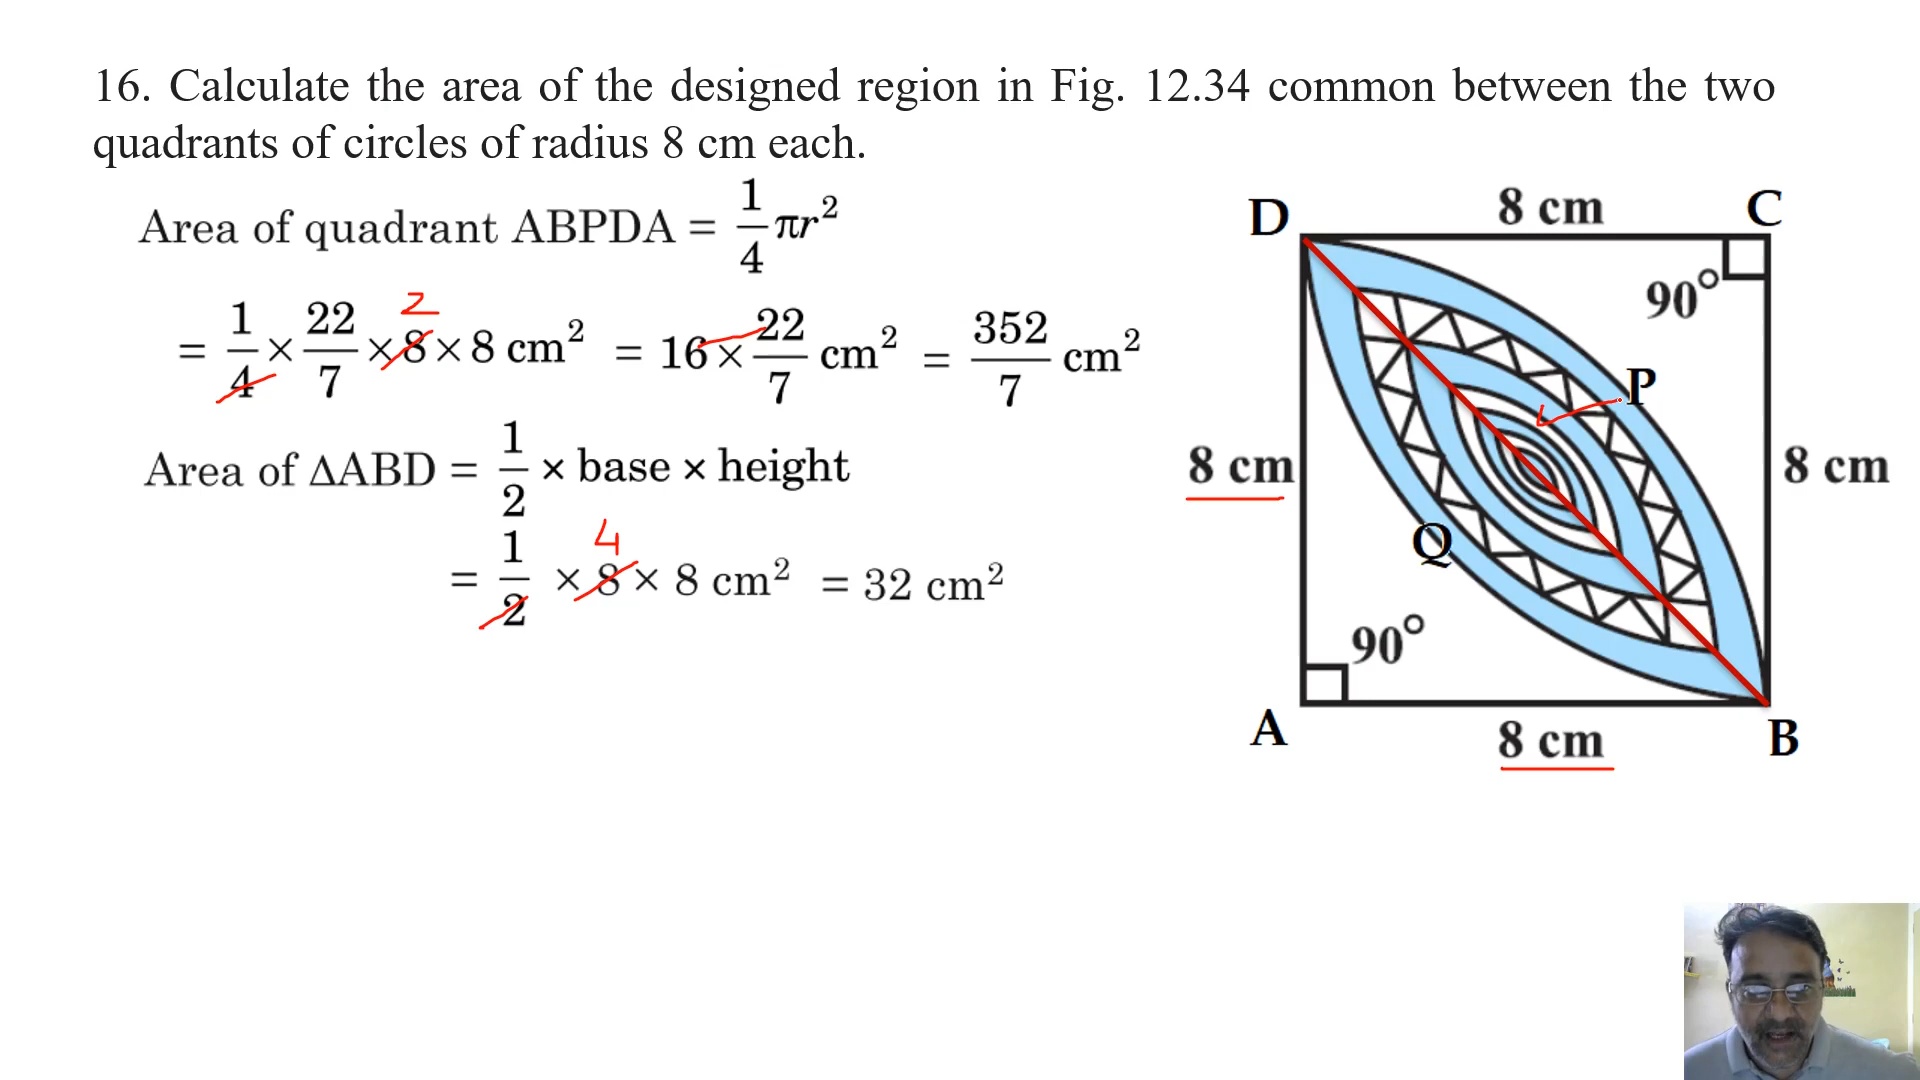 16. Calculate the area of the designed region in Fig. 12.34 common between the two
quadrants of circles of radius 8 cm each.
Area of quadrant ABPDA = 1/4 πr²
2
= 1/4 × 22/7 × 8 × 8 cm² = 16 × 22/7 cm² = 352/7 cm²
Area of ΔABD = 1/2 × base × height
4
= 1/2 × 8 × 8 cm² = 32 cm²
D 8 cm C
90°
P
8 cm 8 cm
Q
90°
A 8 cm B